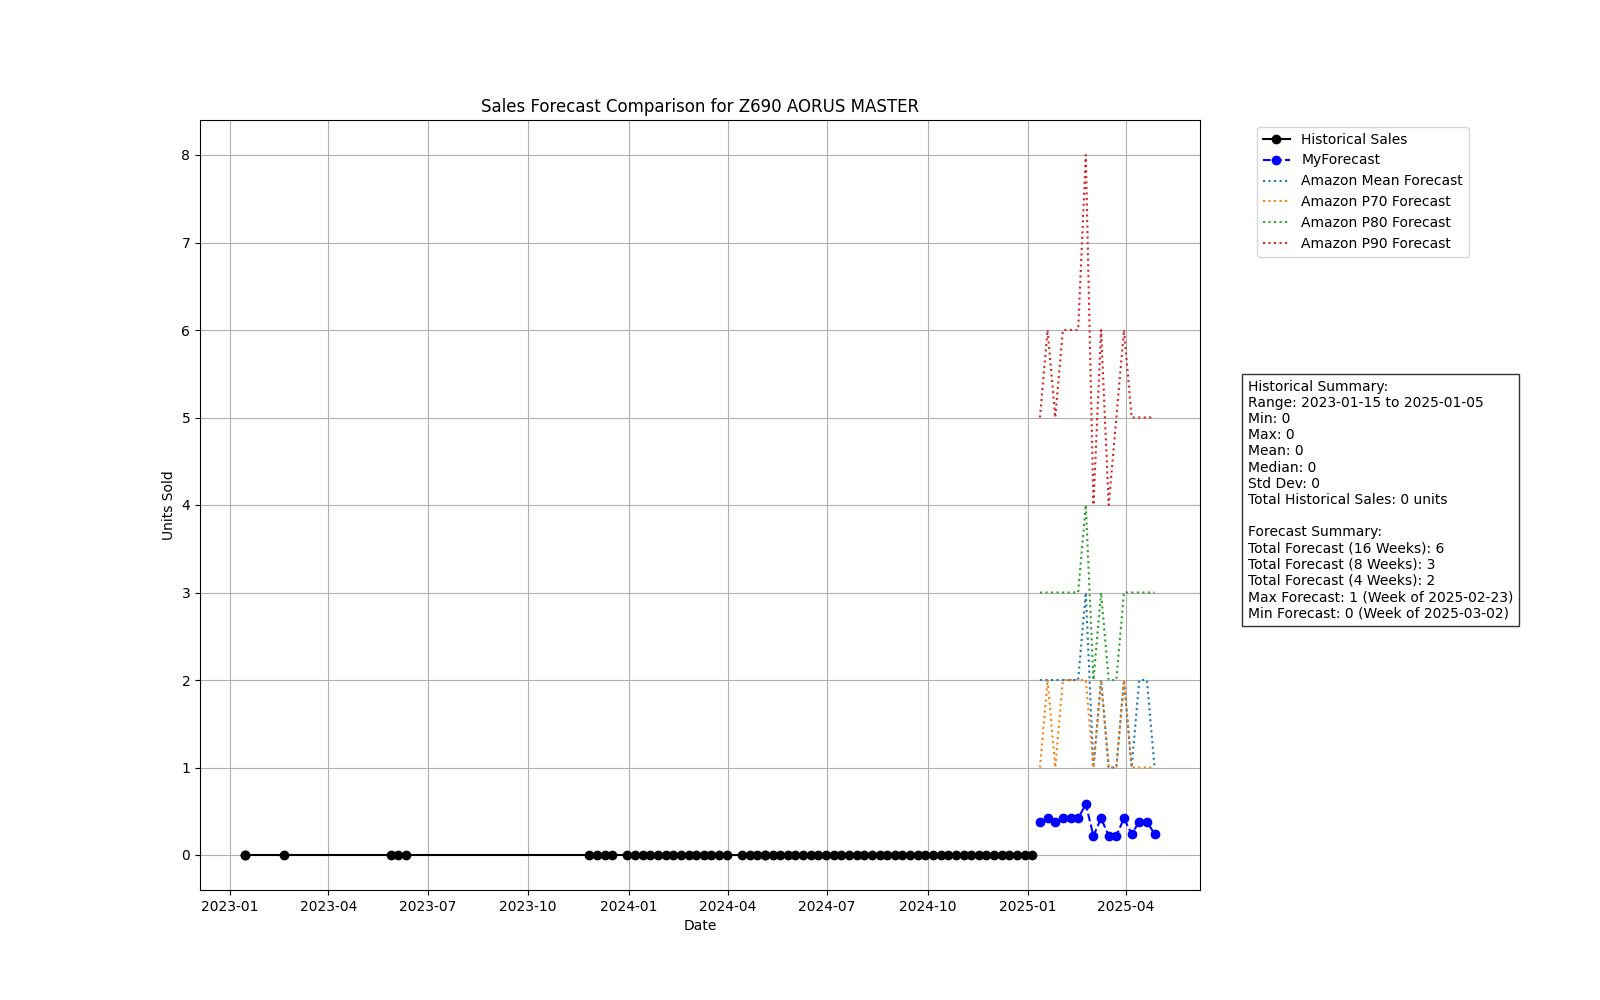 Sales Forecast Comparison for Z690 AORUS MASTER
Historical Sales
MyForecast
Amazon Mean Forecast
Amazon P70 Forecast
Amazon P80 Forecast
Amazon P90 Forecast
8
7
6
5
4
3
2
1
0
Units Sold
2023-01
2023-04
2023-07
2023-10
2024-01
2024-04
2024-07
2024-10
2025-01
2025-04
Date
Historical Summary:
Range: 2023-01-15 to 2025-01-05
Min: 0
Max: 0
Mean: 0
Median: 0
Std Dev: 0
Total Historical Sales: 0 units
Forecast Summary:
Total Forecast (16 Weeks): 6
Total Forecast (8 Weeks): 3
Total Forecast (4 Weeks): 2
Max Forecast: 1 (Week of 2025-02-23)
Min Forecast: 0 (Week of 2025-03-02)